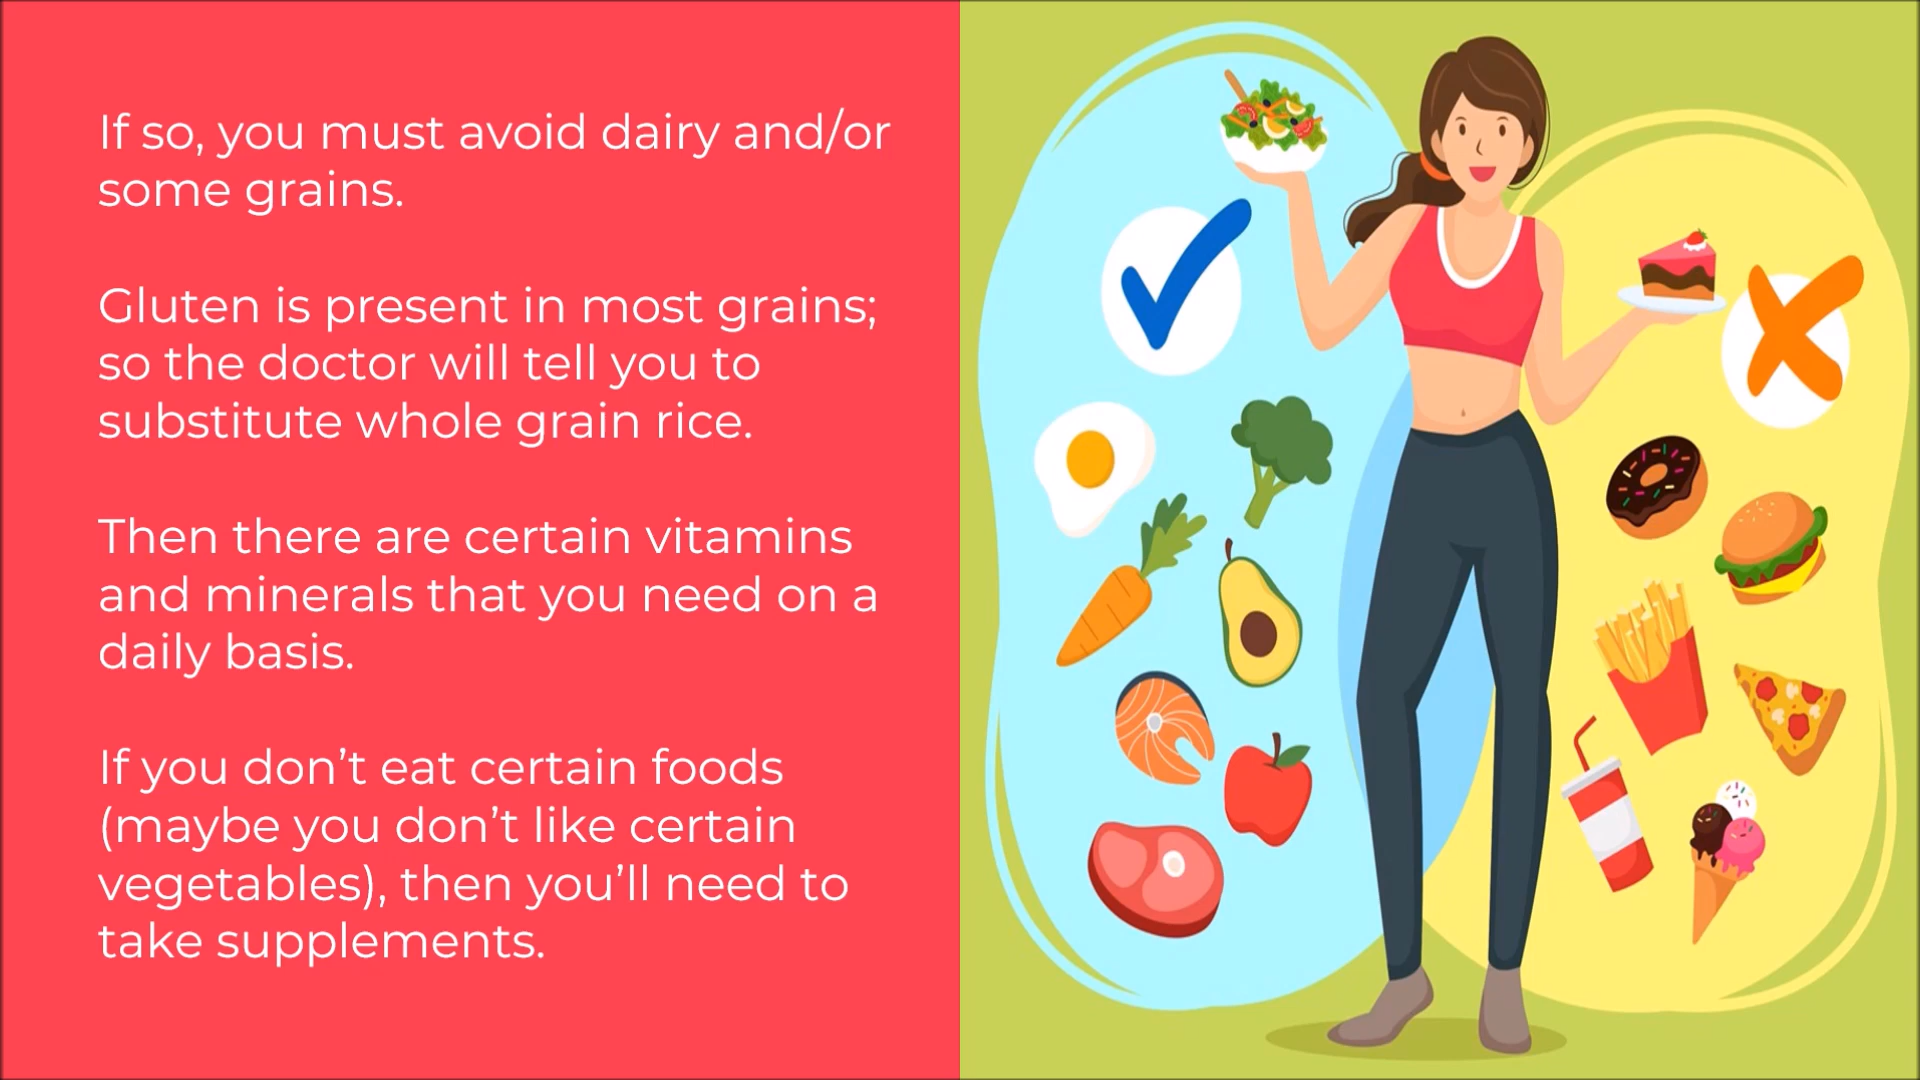 If so, you must avoid dairy and/or
some grains.
Gluten is present in most grains;
so the doctor will tell you to
substitute whole grain rice.
Then there are certain vitamins
and minerals that you need on a
daily basis.
If you don’t eat certain foods
(maybe you don’t like certain
vegetables), then you’ll need to
take supplements.